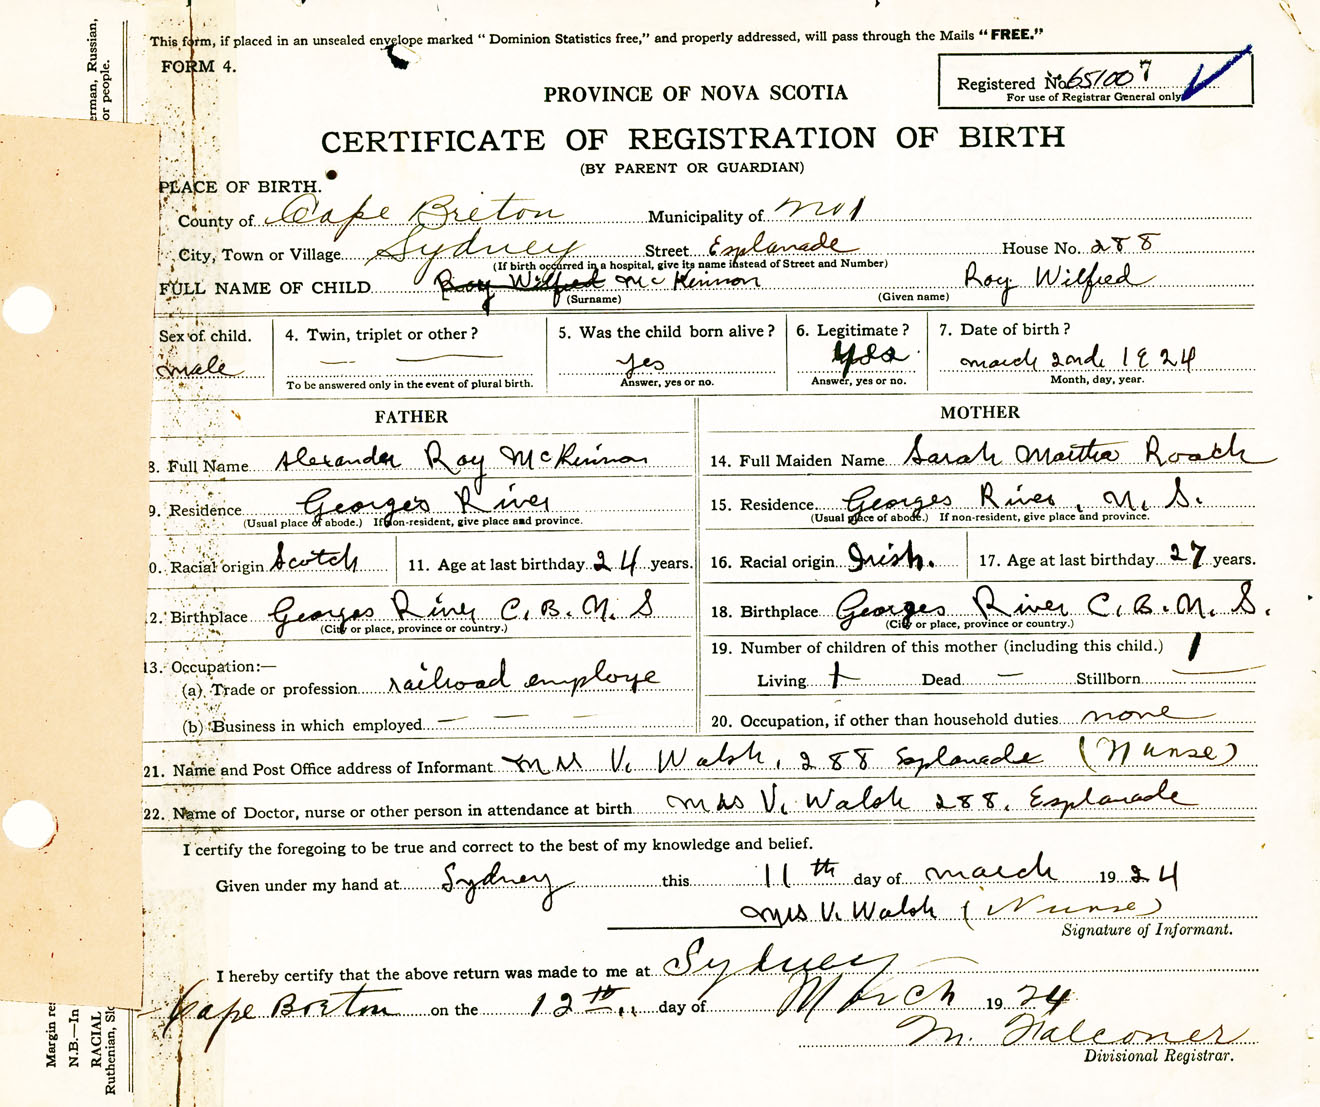 This form, if placed in an unsealed envelope marked “ Dominion Statistics free,” and properly addressed, will pass through the Mails “ FREE.”
FORM 4.
Registered No. 65100 7
For use of Registrar General only
PROVINCE OF NOVA SCOTIA
CERTIFICATE OF REGISTRATION OF BIRTH
(BY PARENT OR GUARDIAN)
PLACE OF BIRTH.
County of Cape Breton Municipality of No 1
City, Town or Village Sydney Street Esplanade House No. 288
(If birth occurred in a hospital, give its name instead of Street and Number)
FULL NAME OF CHILD Roy Wilfred McKinnon Roy Wilfred
(Surname) (Given name)
Sex of child. 4. Twin, triplet or other ? 5. Was the child born alive ? 6. Legitimate ? 7. Date of birth ?
male — — yes yes march 2nd 1924
To be answered only in the event of plural birth. Answer, yes or no. Answer, yes or no. Month, day, year.
FATHER MOTHER
8. Full Name Alexander Roy McKinnon 14. Full Maiden Name Sarah Martha Roach
9. Residence Georges River 15. Residence Georges River, N. S.
(Usual place of abode.) If non-resident, give place and province. (Usual place of abode.) If non-resident, give place and province.
0. Racial origin Scotch 11. Age at last birthday 24 years. 16. Racial origin Irish. 17. Age at last birthday 27 years.
2. Birthplace Georges River C. B. N. S 18. Birthplace Georges River C. B. N. S.
(City or place, province or country.) (City or place, province or country.)
13. Occupation:— 19. Number of children of this mother (including this child.) 1
(a) Trade or profession railroad employe Living 1 Dead — Stillborn —
(b) Business in which employed — — — 20. Occupation, if other than household duties none
21. Name and Post Office address of Informant Mrs V. Walsh, 288 Esplanade (Nurse)
22. Name of Doctor, nurse or other person in attendance at birth Mrs V. Walsh 288, Esplanade
I certify the foregoing to be true and correct to the best of my knowledge and belief.
Given under my hand at Sydney this 11th day of march 1924
Mrs V. Walsh (Nurse)
Signature of Informant.
I hereby certify that the above return was made to me at Sydney
Cape Breton on the 12th day of March 1924
M. Falconer
Divisional Registrar.
erman, Russian,
or people.
Margin res
N.B.—In
RACIAL
Ruthenian, Slo